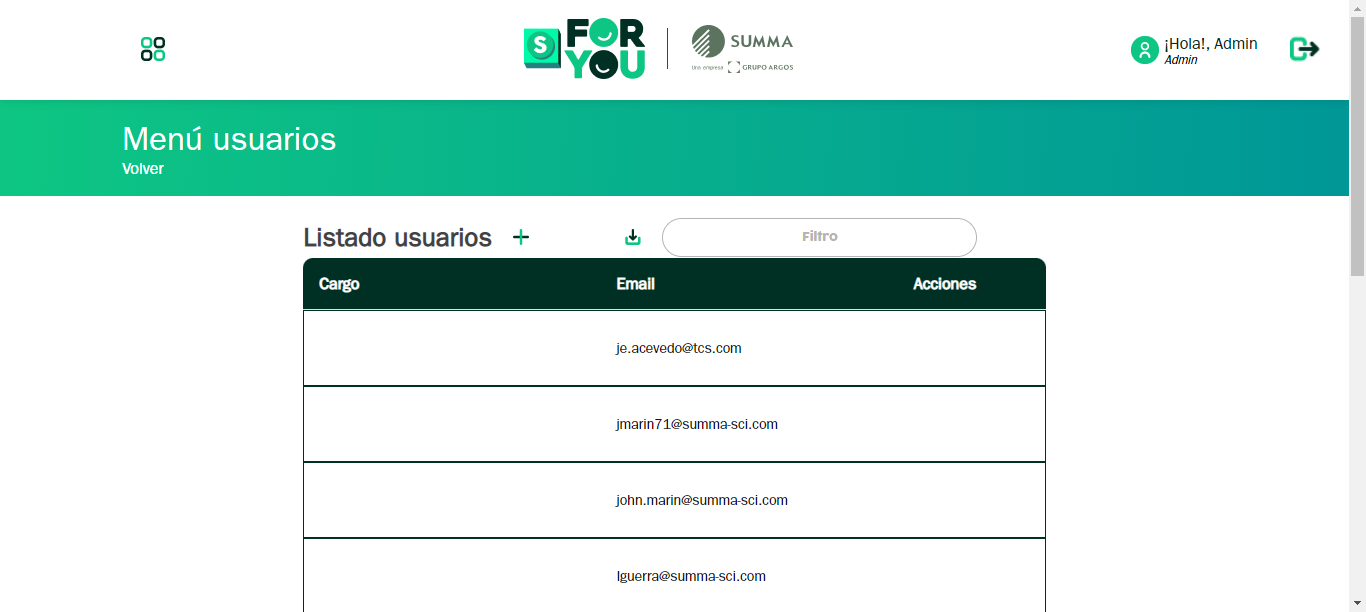 S FOR
YOU
SUMMA
Una empresa GRUPO ARGOS
¡Hola!, Admin
Admin
Menú usuarios
Volver
Listado usuarios
Filtro
Cargo Email Acciones
je.acevedo@tcs.com
jmarin71@summa-sci.com
john.marin@summa-sci.com
lguerra@summa-sci.com